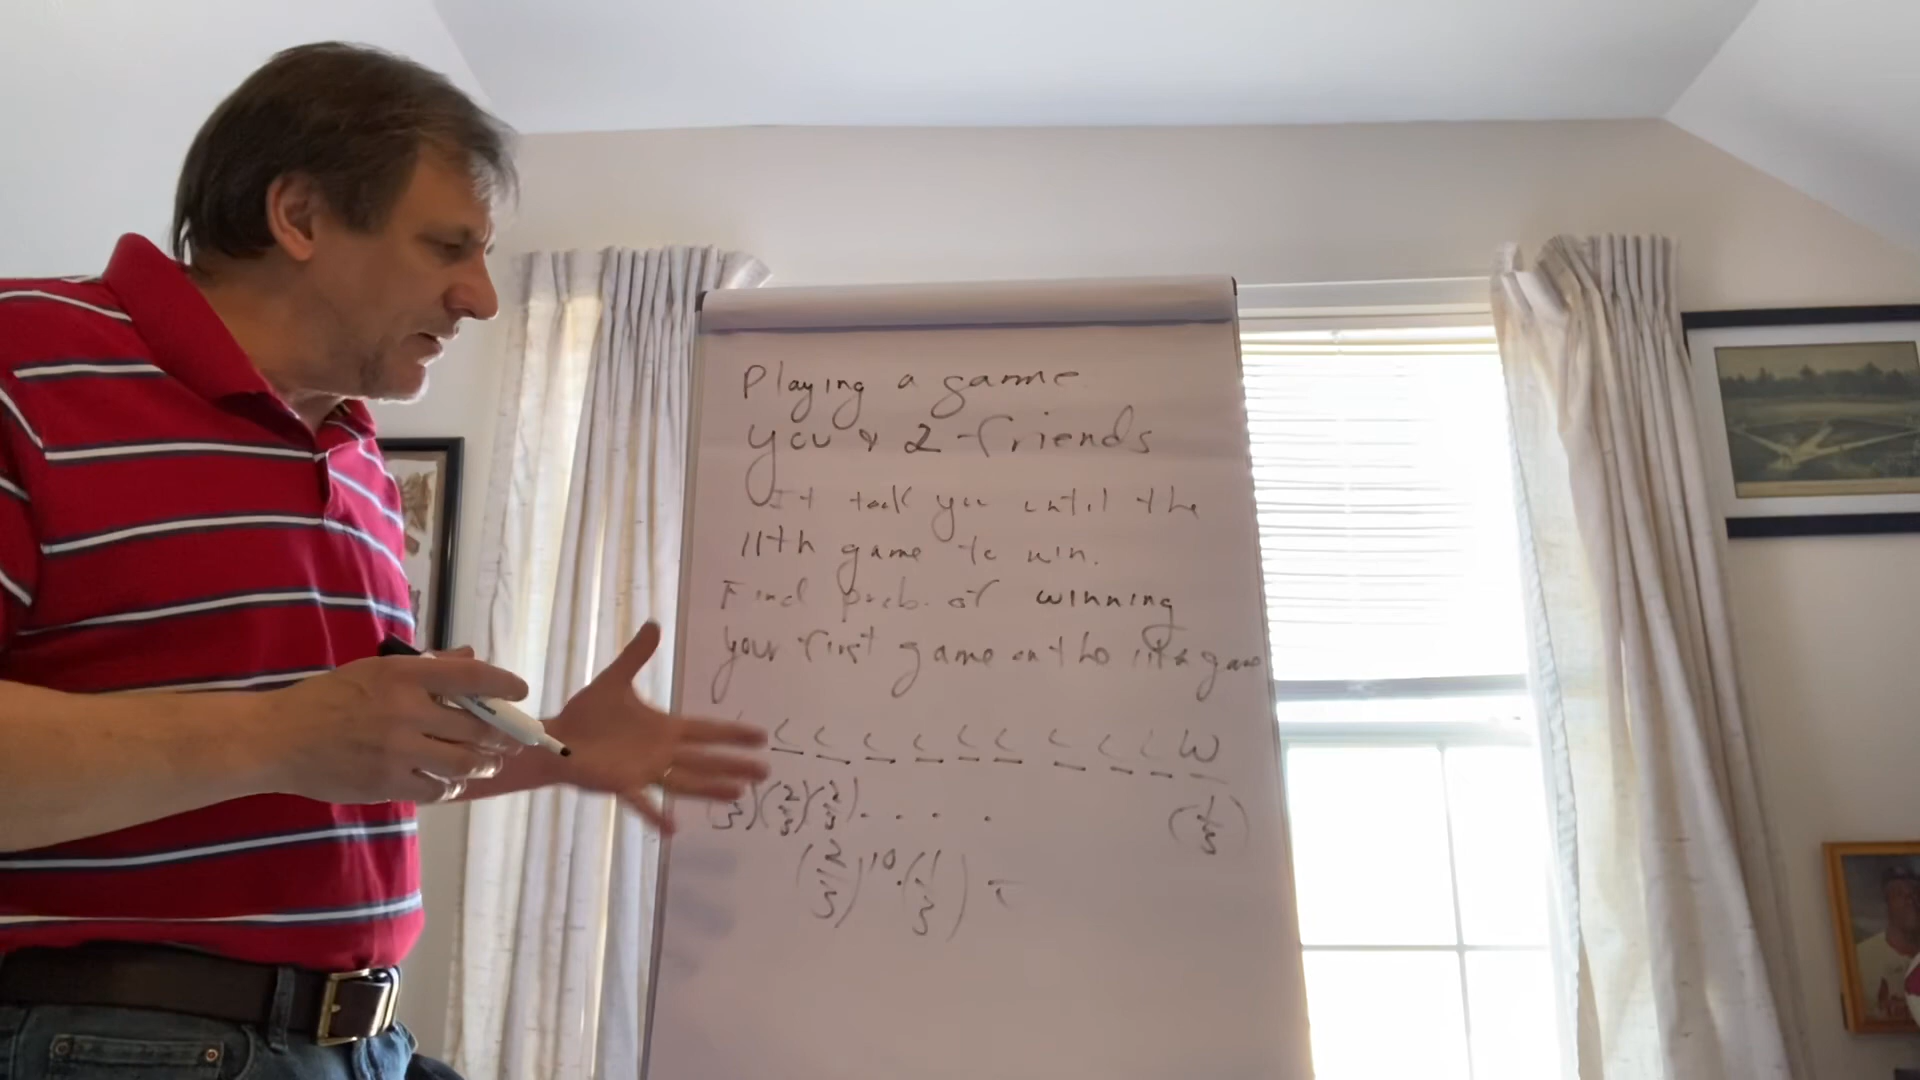 Playing a game
you & 2 friends
It took you until the
11th game to win.
Find prob. of winning
your first game on the 11th game
L L L L L L L L L W
(2/3)(2/3)(2/3). . . . (1/3)
(2/3)^10 · (1/3) =